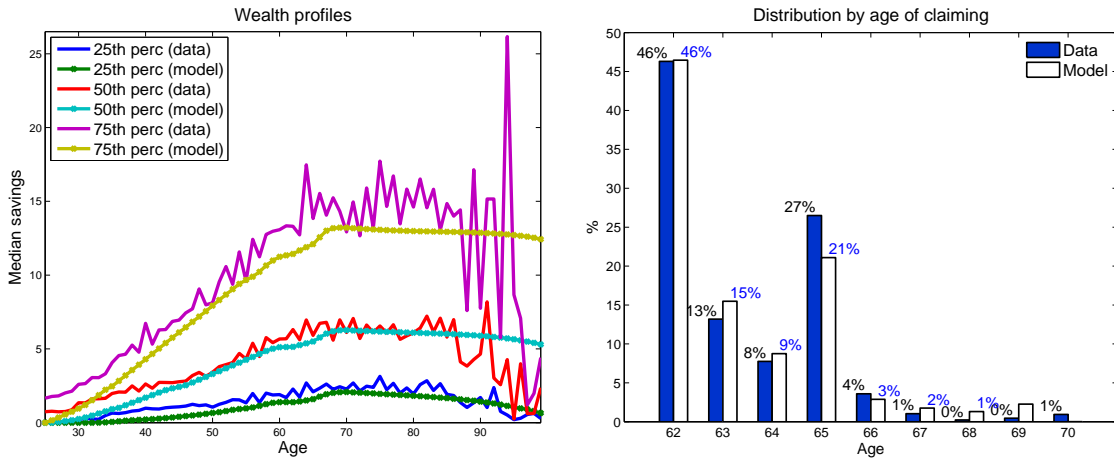 Wealth profiles
25th perc (data)
25th perc (model)
50th perc (data)
50th perc (model)
75th perc (data)
75th perc (model)
Median savings
25
20
15
10
5
0
30 40 50 60 70 80 90
Age
Distribution by age of claiming
Data
Model
%
50
45
40
35
30
25
20
15
10
5
0
46% 46%
13% 15%
8% 9%
27% 21%
4% 3%
1% 2%
0% 1%
0%
1%
62 63 64 65 66 67 68 69 70
Age